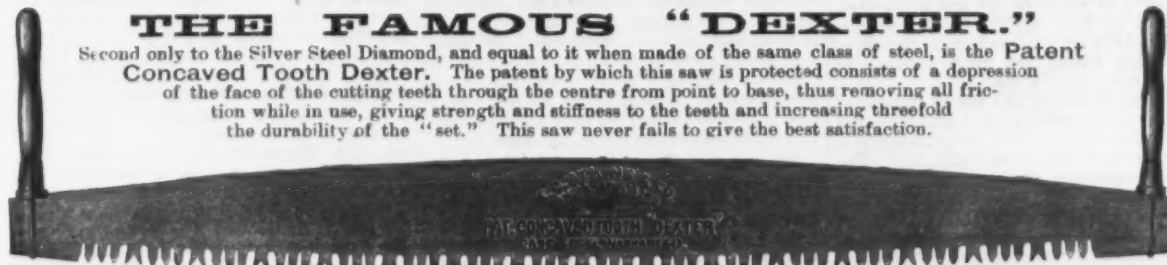 THE FAMOUS “DEXTER.”
Second only to the Silver Steel Diamond, and equal to it when made of the same class of steel, is the Patent
Concaved Tooth Dexter. The patent by which this saw is protected consists of a depression
of the face of the cutting teeth through the centre from point to base, thus removing all fric-
tion while in use, giving strength and stiffness to the teeth and increasing threefold
the durability of the “set.” This saw never fails to give the best satisfaction.
PAT. CONCAVED TOOTH "DEXTER"